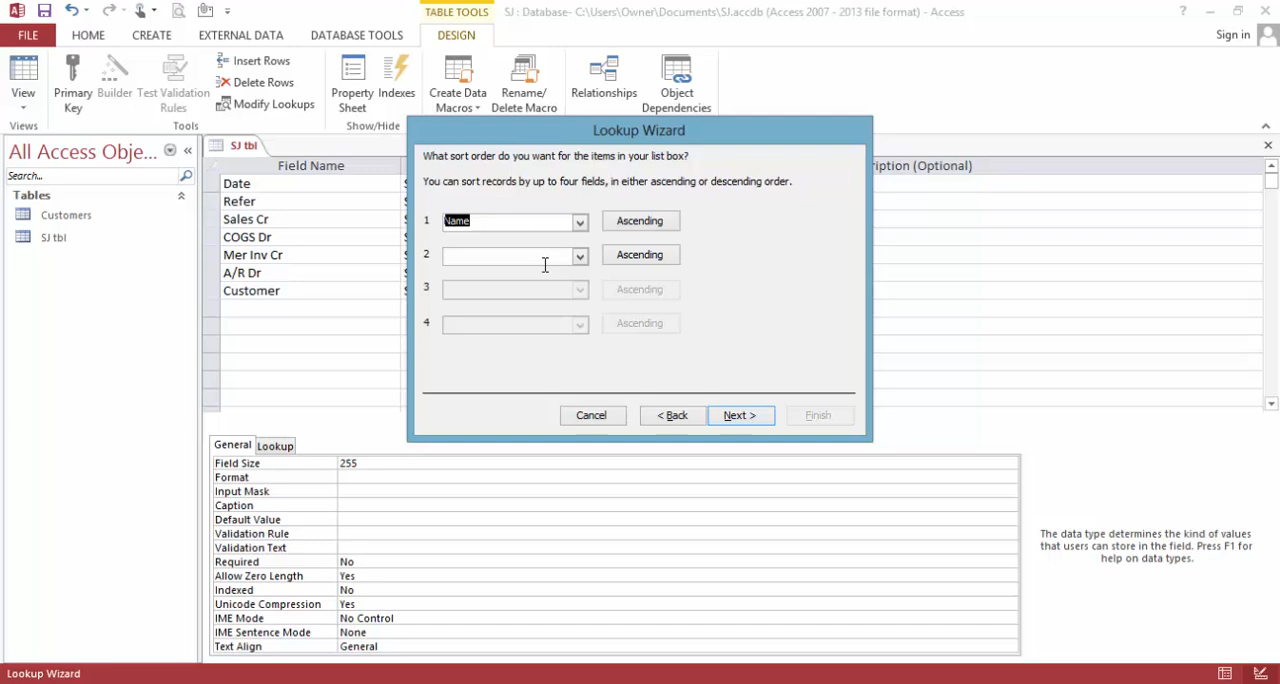 TABLE TOOLS
SJ : Database- C:\Users\Owner\Documents\SJ.accdb (Access 2007 - 2013 file format) - Access
FILE HOME CREATE EXTERNAL DATA DATABASE TOOLS DESIGN Sign in
View
Primary Key
Builder
Test Validation Rules
Insert Rows
Delete Rows
Modify Lookups
Property Sheet
Indexes
Create Data Macros
Rename/ Delete Macro
Relationships
Object Dependencies
Views Tools Show/Hide
All Access Obje...
Search...
Tables
Customers
SJ tbl
SJ tbl
Field Name
ription (Optional)
Date
Refer
Sales Cr
COGS Dr
Mer Inv Cr
A/R Dr
Customer
Lookup Wizard
What sort order do you want for the items in your list box?
You can sort records by up to four fields, in either ascending or descending order.
1 Name Ascending
2 Ascending
3 Ascending
4 Ascending
Cancel < Back Next > Finish
General Lookup
Field Size 255
Format
Input Mask
Caption
Default Value
Validation Rule
Validation Text
Required No
Allow Zero Length Yes
Indexed No
Unicode Compression Yes
IME Mode No Control
IME Sentence Mode None
Text Align General
The data type determines the kind of values
that users can store in the field. Press F1 for
help on data types.
Lookup Wizard